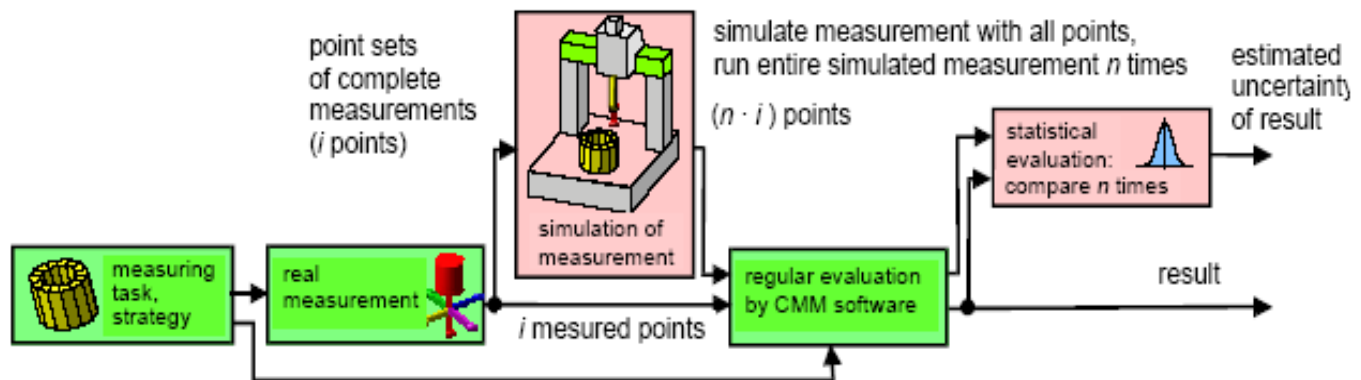 point sets
of complete
measurements
(i points)
simulate measurement with all points,
run entire simulated measurement n times
(n · i ) points
estimated
uncertainty
of result
statistical
evaluation:
compare n times
simulation of
measurement
measuring
task,
strategy
real
measurement
i mesured points
regular evaluation
by CMM software
result